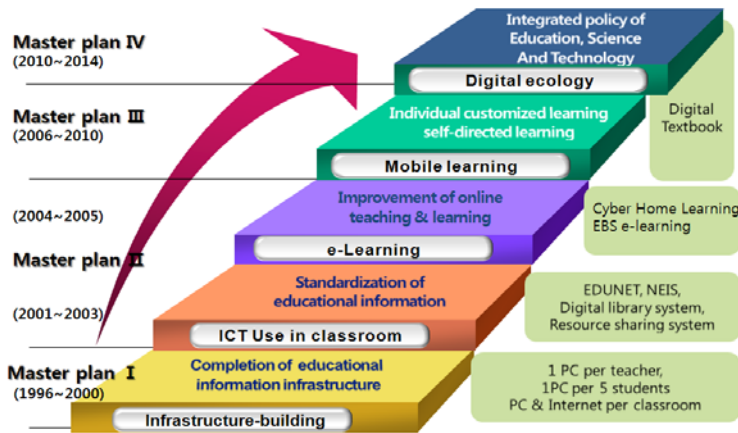 Master plan Ⅳ
(2010~2014)
Integrated policy of
Education, Science
And Technology
Digital ecology
Master plan Ⅲ
(2006~2010)
Individual customized learning
self-directed learning
Mobile learning
Digital
Textbook
(2004~2005)
Improvement of online
teaching & learning
e-Learning
Cyber Home Learning
EBS e-learning
Master plan Ⅱ
(2001~2003)
Standardization of
educational information
ICT Use in classroom
EDUNET, NEIS,
Digital library system,
Resource sharing system
Master plan Ⅰ
(1996~2000)
Completion of educational
information infrastructure
Infrastructure-building
1 PC per teacher,
1PC per 5 students
PC & Internet per classroom